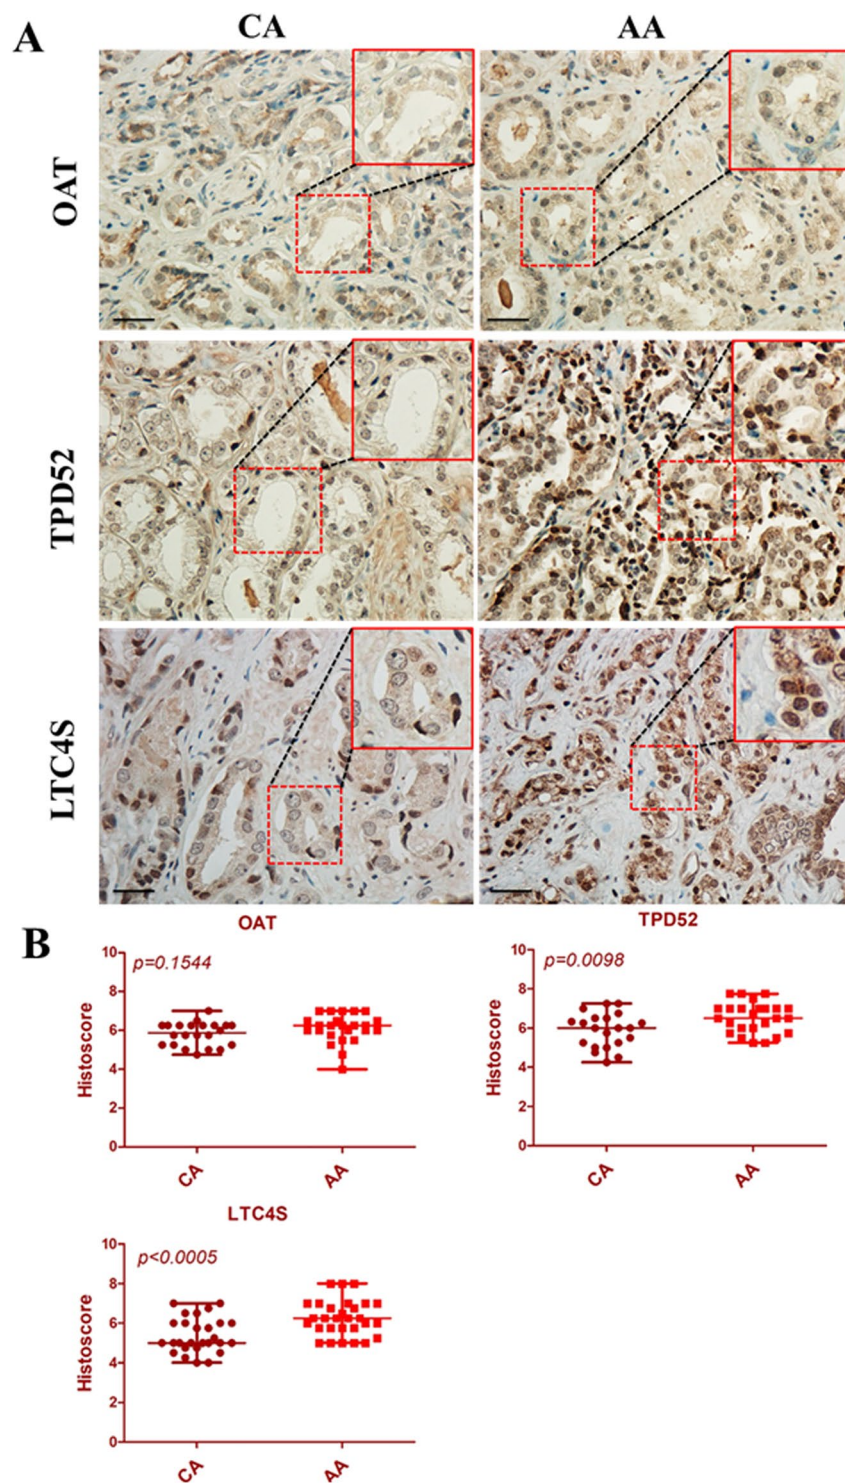 A
CA
AA
OAT
TPD52
LTC4S
B
OAT
p=0.1544
Histoscore
10
8
6
4
2
0
CA
AA
TPD52
p=0.0098
Histoscore
10
8
6
4
2
0
CA
AA
LTC4S
p<0.0005
Histoscore
10
8
6
4
2
0
CA
AA